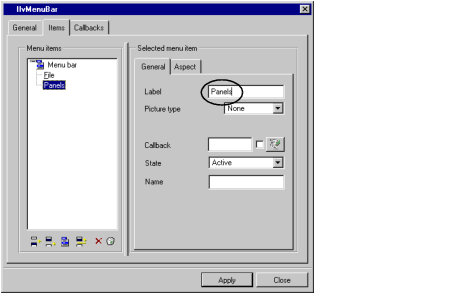 IlvMenuBar
General Items Callbacks
Menu items
Menu bar
File
Panels
Selected menu item
General Aspect
Label Panels
Picture type None
Callback
State Active
Name
Apply Close